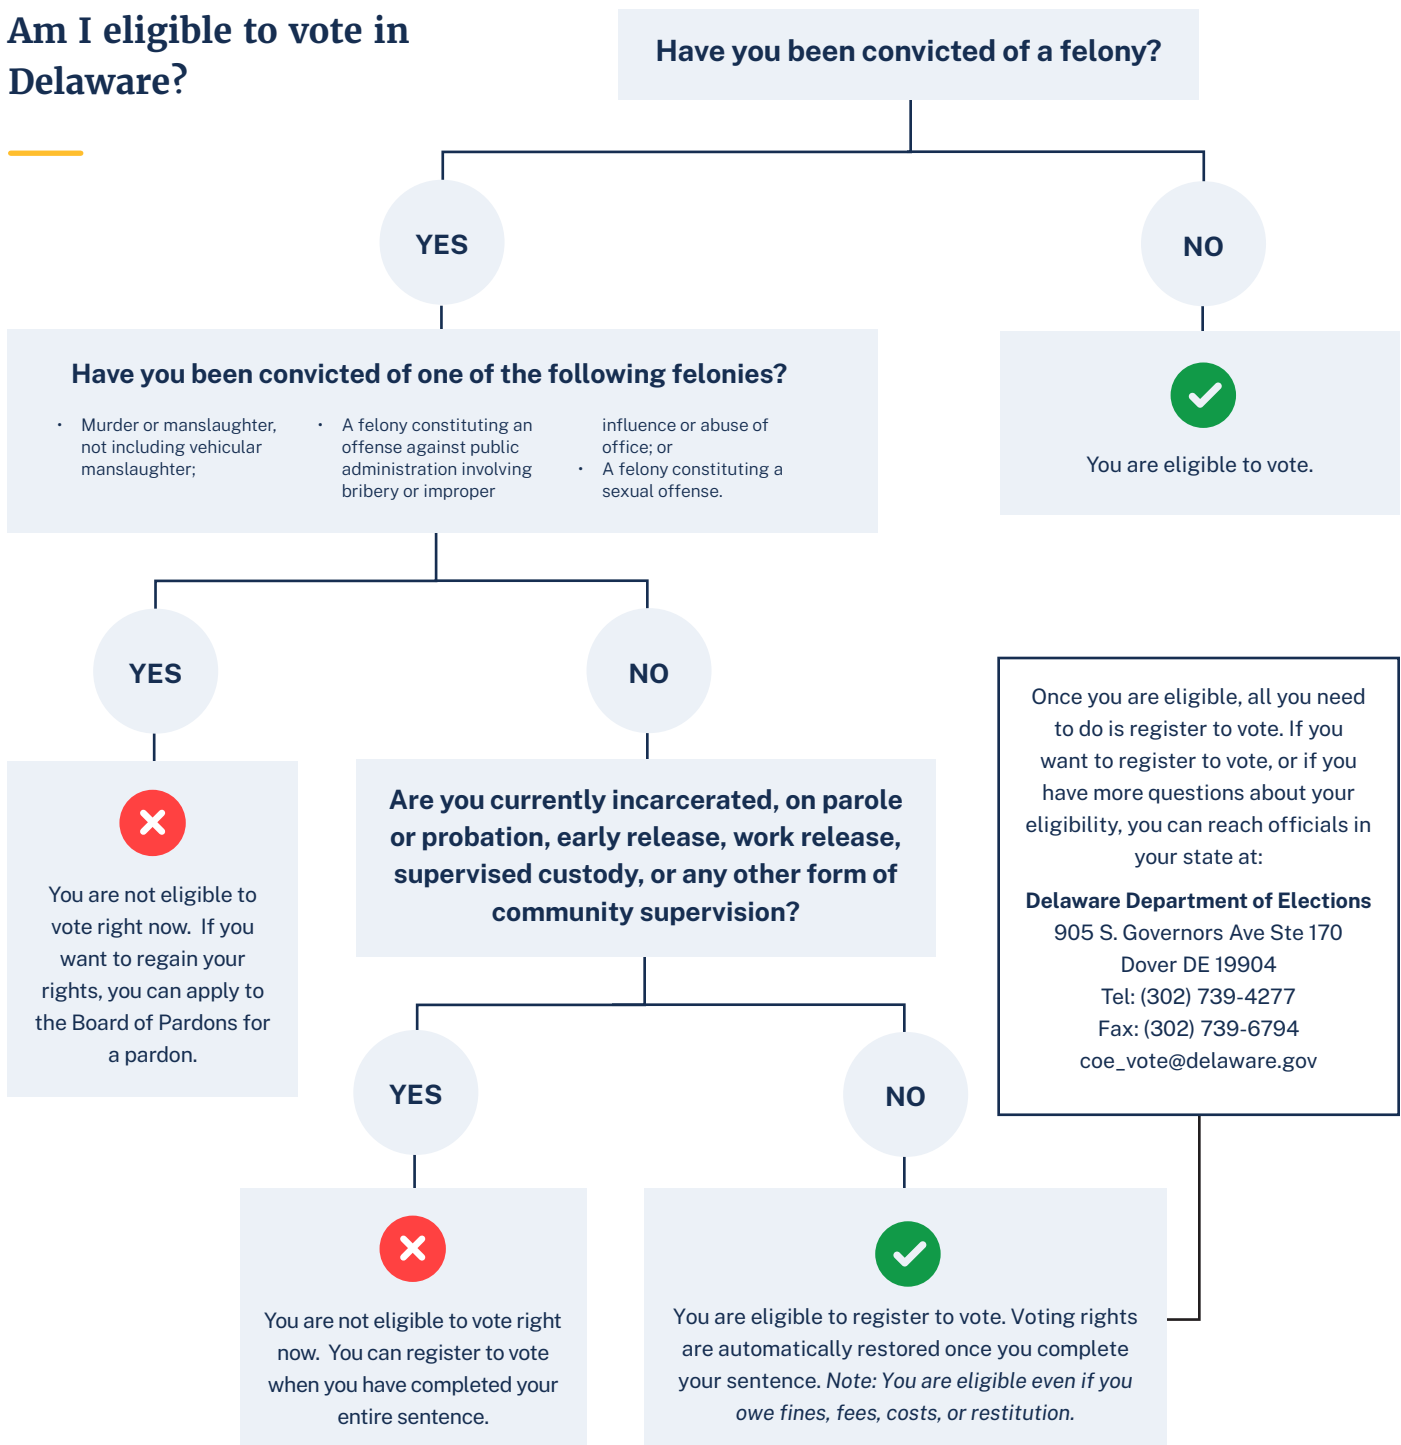 Am I eligible to vote in
Delaware?
Have you been convicted of a felony?
YES
NO
Have you been convicted of one of the following felonies?
• Murder or manslaughter,
not including vehicular
manslaughter;
• A felony constituting an
offense against public
administration involving
bribery or improper
influence or abuse of
office; or
• A felony constituting a
sexual offense.
You are eligible to vote.
YES
NO
You are not eligible to
vote right now. If you
want to regain your
rights, you can apply to
the Board of Pardons for
a pardon.
Are you currently incarcerated, on parole
or probation, early release, work release,
supervised custody, or any other form of
community supervision?
Once you are eligible, all you need
to do is register to vote. If you
want to register to vote, or if you
have more questions about your
eligibility, you can reach officials in
your state at:
Delaware Department of Elections
905 S. Governors Ave Ste 170
Dover DE 19904
Tel: (302) 739-4277
Fax: (302) 739-6794
coe_vote@delaware.gov
YES
NO
You are not eligible to vote right
now. You can register to vote
when you have completed your
entire sentence.
You are eligible to register to vote. Voting rights
are automatically restored once you complete
your sentence. Note: You are eligible even if you
owe fines, fees, costs, or restitution.